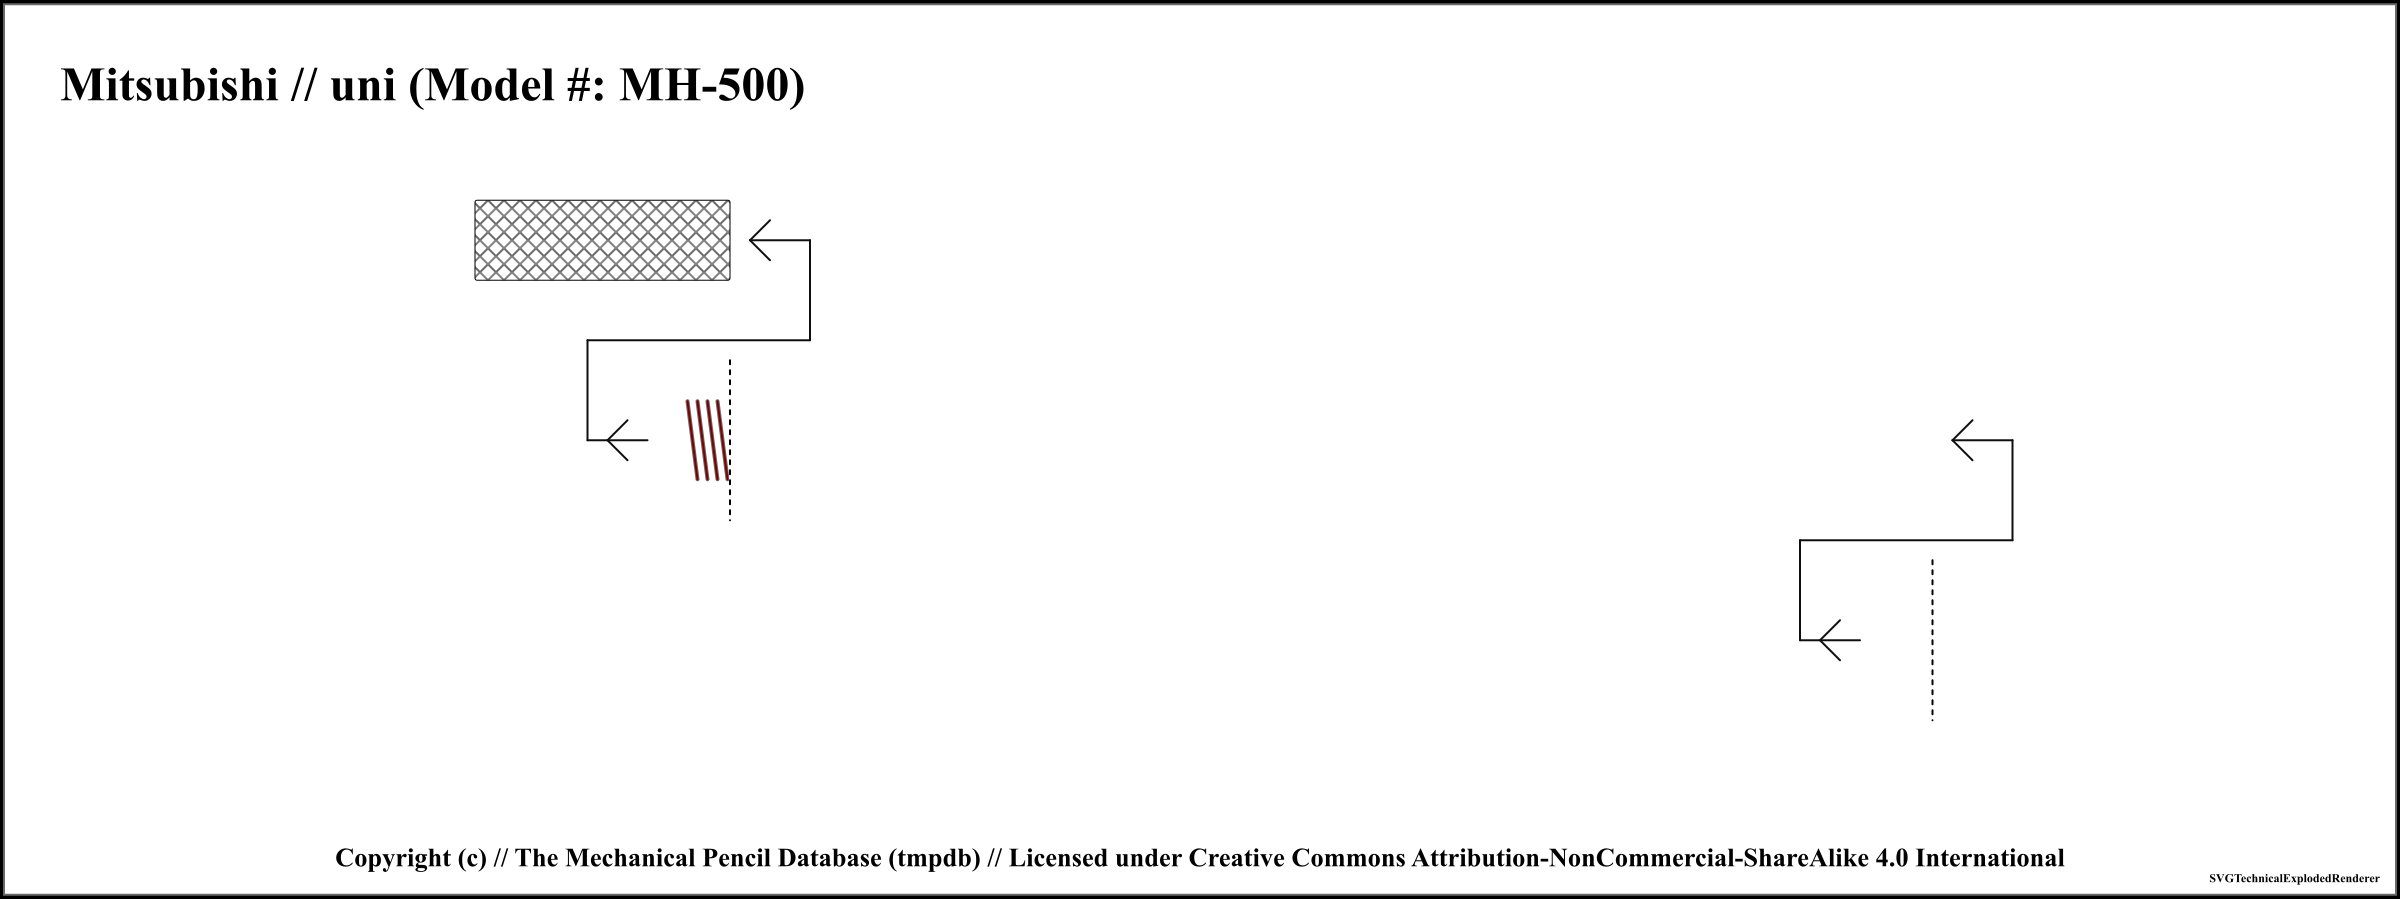 Mitsubishi // uni (Model #: MH-500)
Copyright (c) // The Mechanical Pencil Database (tmpdb) // Licensed under Creative Commons Attribution-NonCommercial-ShareAlike 4.0 International
SVGTechnicalExplodedRenderer